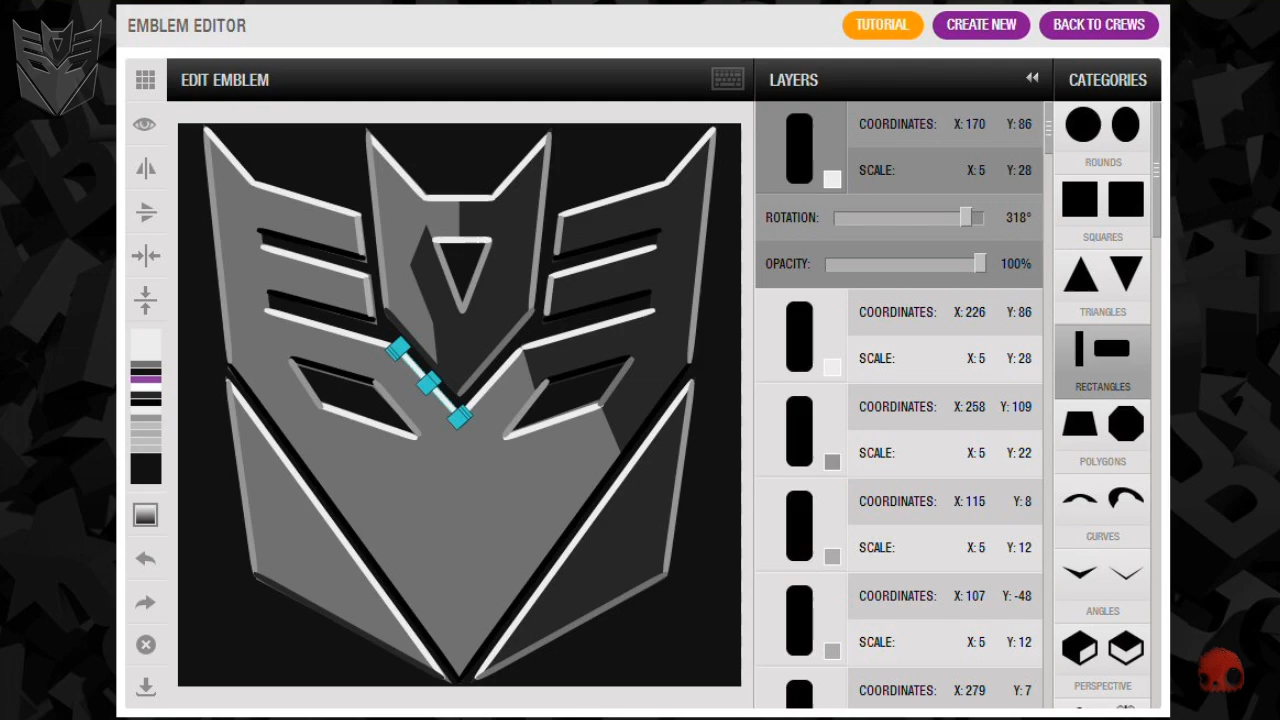 EMBLEM EDITOR
TUTORIAL
CREATE NEW
BACK TO CREWS
EDIT EMBLEM
LAYERS
CATEGORIES
COORDINATES: X: 170 Y: 86
SCALE: X: 5 Y: 28
ROTATION: 318°
OPACITY: 100%
COORDINATES: X: 226 Y: 86
SCALE: X: 5 Y: 28
COORDINATES: X: 258 Y: 109
SCALE: X: 5 Y: 22
COORDINATES: X: 115 Y: 8
SCALE: X: 5 Y: 12
COORDINATES: X: 107 Y: -48
SCALE: X: 5 Y: 12
COORDINATES: X: 279 Y: 7
ROUNDS
SQUARES
TRIANGLES
RECTANGLES
POLYGONS
CURVES
ANGLES
PERSPECTIVE